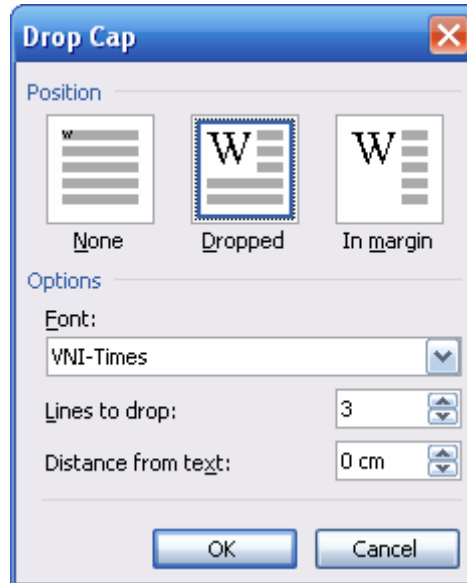 Drop Cap
Position
W W W
None Dropped In margin
Options
Font:
VNI-Times
Lines to drop: 3
Distance from text: 0 cm
OK Cancel